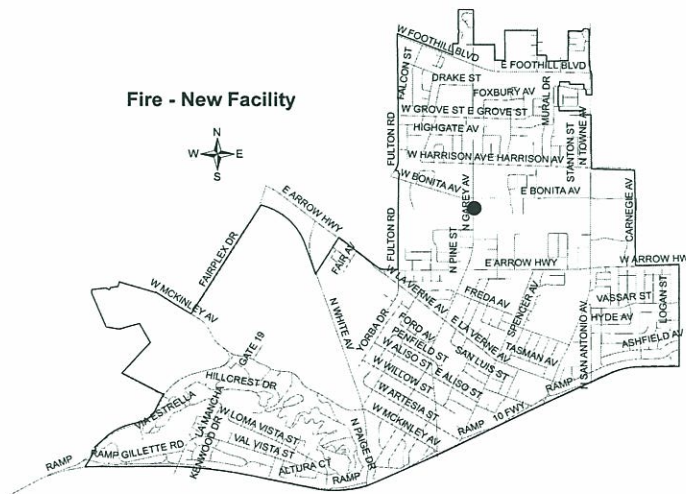 Fire - New Facility
N
W E
S
W FOOTHILL BLVD
E FOOTHILL BLVD
FALCON ST
DRAKE ST
FOXBURY AV
MURAL DR
W GROVE ST E GROVE ST
HIGHGATE AV
STANTON ST
N TOWNE AV
FULTON RD
W HARRISON AV E HARRISON AV
W BONITA AV
E BONITA AV
N GAREY AV
CARNEGIE AV
E ARROW HWY
FULTON RD
FAIR AV
N PINE ST
E ARROW HWY
W ARROW HW
FAIRPLEX DR
W MCKINLEY AV
W LA VERNE AV
FREDA AV
SPENCER AV
VASSAR ST
LOGAN ST
HYDE AV
N WHITE AV
YORBA DR
FORD AV
E LA VERNE AV
TASMAN AV
N SAN ANTONIO AV
ASHFIELD AV
PENFIELD ST
SAN LUIS ST
GATE 19
W ALISO ST E ALISO ST
HILLCREST DR
W WILLOW ST
W ARTESIA ST
RAMP
VIA ESTRELLA
LA MANCHA
W LOMA VISTA ST
W MCKINLEY AV
RAMP 10 FWY
RAMP
RAMP GILLETTE RD
KENWOOD DR
VAL VISTA ST
N PAIGE DR
ALTURA CT
RAMP